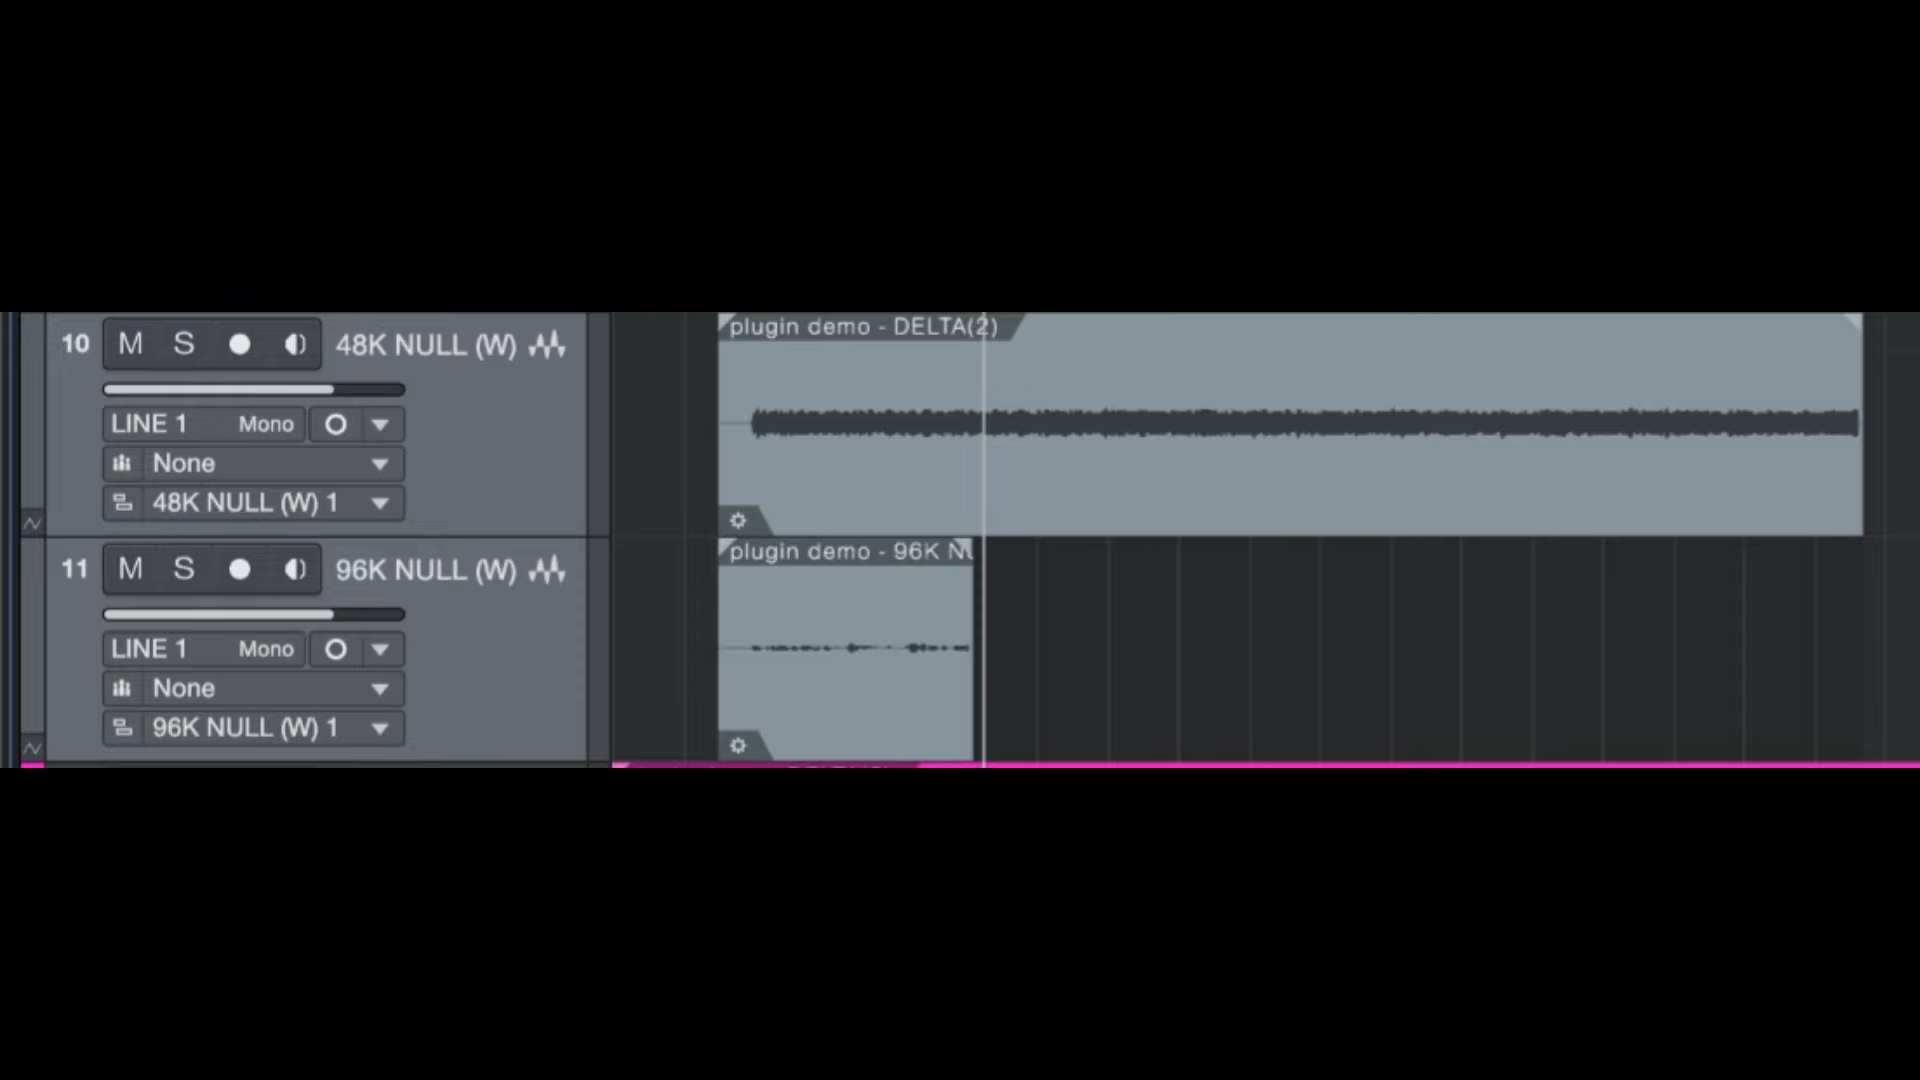 10 M S 48K NULL (W)
LINE 1 Mono
None
48K NULL (W) 1
plugin demo - DELTA(2)
11 M S 96K NULL (W)
LINE 1 Mono
None
96K NULL (W) 1
plugin demo - 96K NU